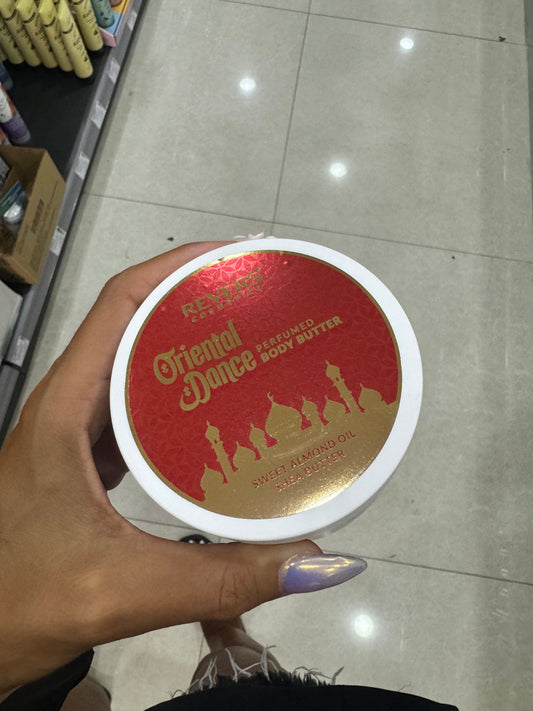 REVERS
COSMETICS
Oriental
Dance
PERFUMED
BODY BUTTER
SWEET ALMOND OIL
SHEA BUTTER